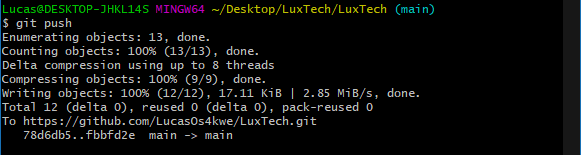 Lucas@DESKTOP-JHKL14S MINGW64 ~/Desktop/LuxTech/LuxTech (main)
$ git push
Enumerating objects: 13, done.
Counting objects: 100% (13/13), done.
Delta compression using up to 8 threads
Compressing objects: 100% (9/9), done.
Writing objects: 100% (12/12), 17.11 KiB | 2.85 MiB/s, done.
Total 12 (delta 0), reused 0 (delta 0), pack-reused 0
To https://github.com/LucasOs4kwe/LuxTech.git
   78d6db5..fbbfd2e  main -> main